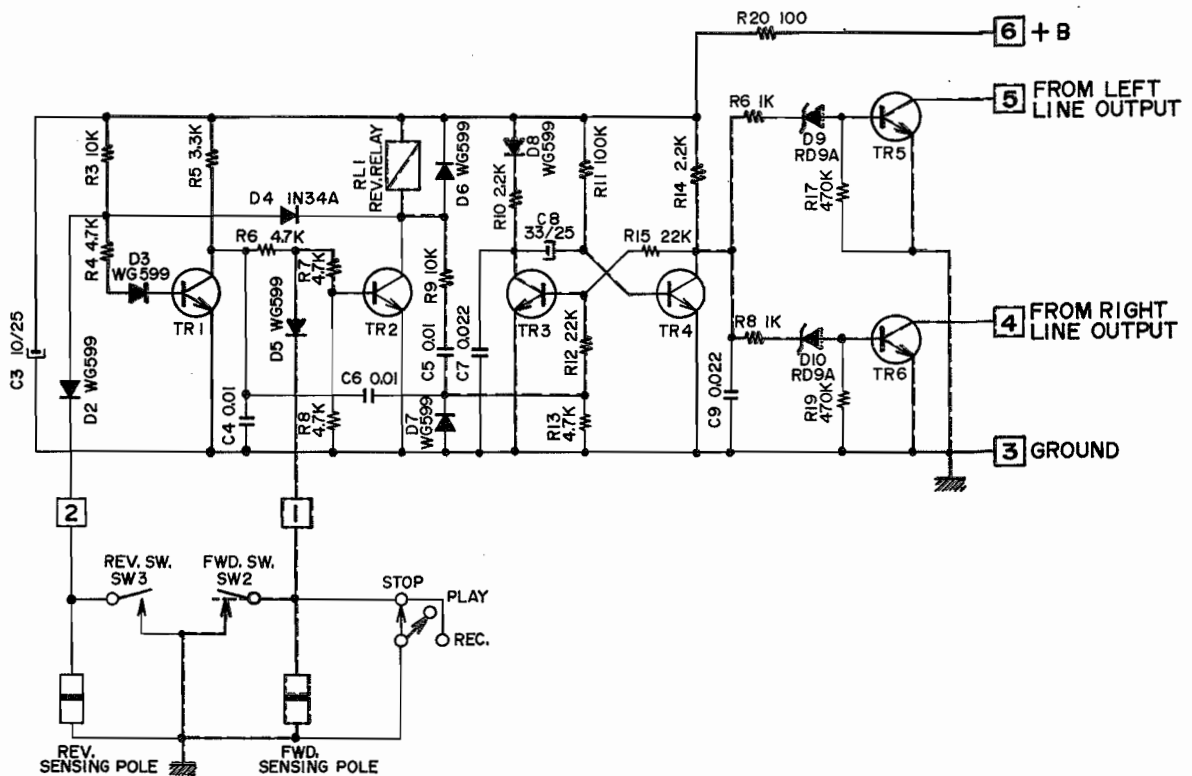 R20 100
6 +B
5 FROM LEFT
LINE OUTPUT
R6 1K
D9
RD9A
TR5
R3 10K
R5 3.3K
RL1
REV.RELAY
D6 WG599
D8
WG599
R11 100K
R14 2.2K
R17
470K
D4 1N34A
R10 2.2K
R4 4.7K
R6 4.7K
C8
33/25
R15 22K
D3
WG599
R7
4.7K
R9 10K
TR1
D5 WG599
TR2
TR3
TR4
4 FROM RIGHT
LINE OUTPUT
R8 1K
C3 10/25
D2 WG599
C5 0.01
C7 0.022
R12 22K
D10
RD9A
TR6
C6 0.01
C4 0.01
R8
4.7K
D7
WG599
R13
4.7K
C9 0.022
R19
470K
3 GROUND
2
1
REV. SW.
SW3
FWD. SW.
SW2
STOP
PLAY
REC.
REV.
SENSING POLE
FWD.
SENSING POLE